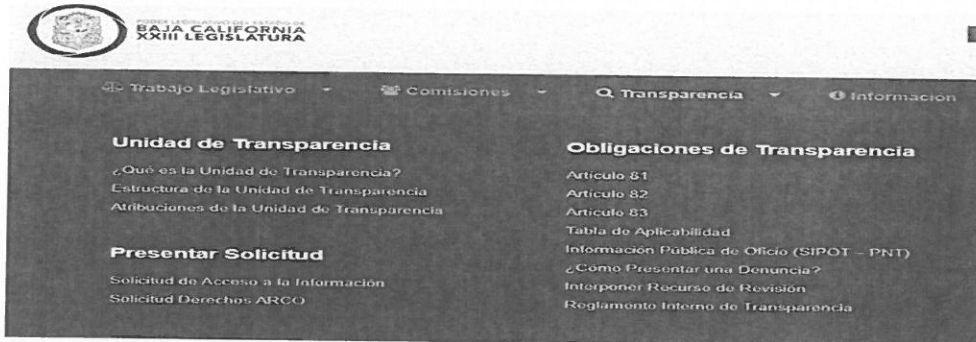 PODER LEGISLATIVO DEL ESTADO DE
BAJA CALIFORNIA
XXIII LEGISLATURA
Trabajo Legislativo
Comisiones
Transparencia
Información
Unidad de Transparencia
¿Qué es la Unidad de Transparencia?
Estructura de la Unidad de Transparencia
Atribuciones de la Unidad de Transparencia
Presentar Solicitud
Solicitud de Acceso a la Información
Solicitud Derechos ARCO
Obligaciones de Transparencia
Artículo 81
Artículo 82
Artículo 83
Tabla de Aplicabilidad
Información Pública de Oficio (SIPOT – PNT)
¿Cómo Presentar una Denuncia?
Interponer Recurso de Revisión
Reglamento Interno de Transparencia